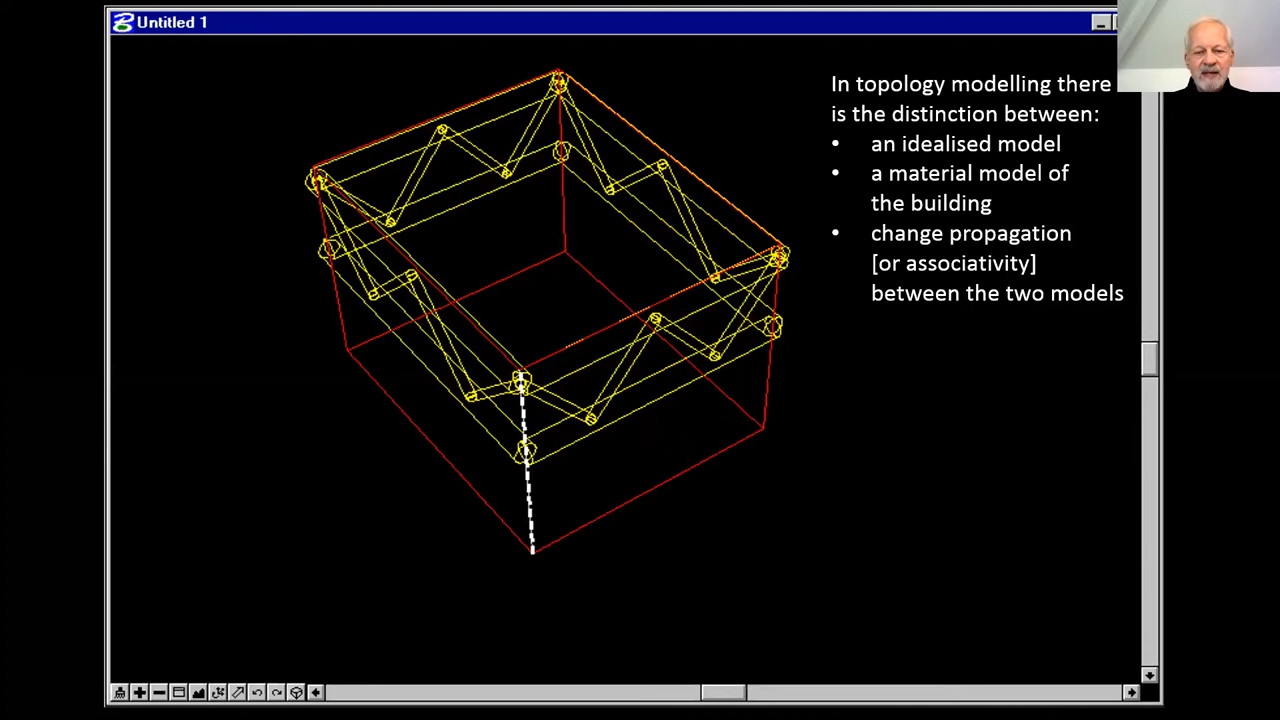 Untitled 1
In topology modelling there
is the distinction between:
• an idealised model
• a material model of
the building
• change propagation
[or associativity]
between the two models